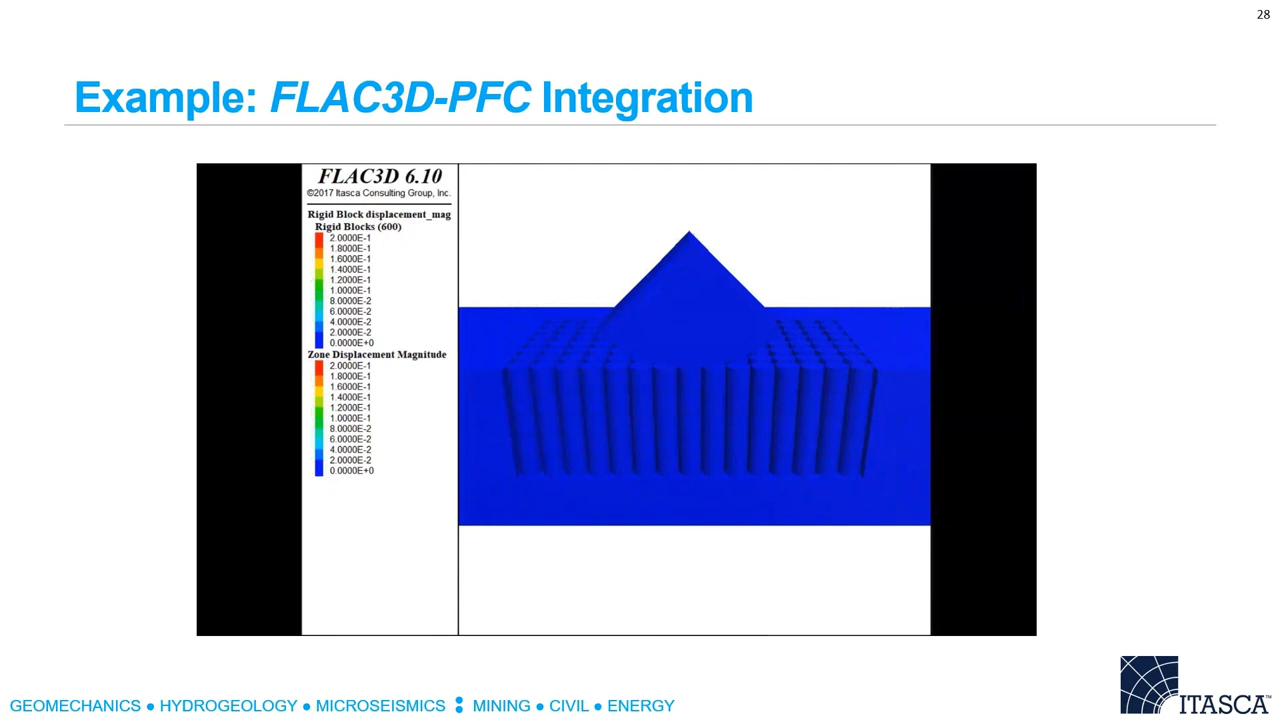 28
Example: FLAC3D-PFC Integration
FLAC3D 6.10
©2017 Itasca Consulting Group, Inc.
Rigid Block displacement_mag
Rigid Blocks (600)
2.0000E-1
1.8000E-1
1.6000E-1
1.4000E-1
1.2000E-1
1.0000E-1
8.0000E-2
6.0000E-2
4.0000E-2
2.0000E-2
0.0000E+0
Zone Displacement Magnitude
2.0000E-1
1.8000E-1
1.6000E-1
1.4000E-1
1.2000E-1
1.0000E-1
8.0000E-2
6.0000E-2
4.0000E-2
2.0000E-2
0.0000E+0
GEOMECHANICS ● HYDROGEOLOGY ● MICROSEISMICS : MINING ● CIVIL ● ENERGY
ITASCA™